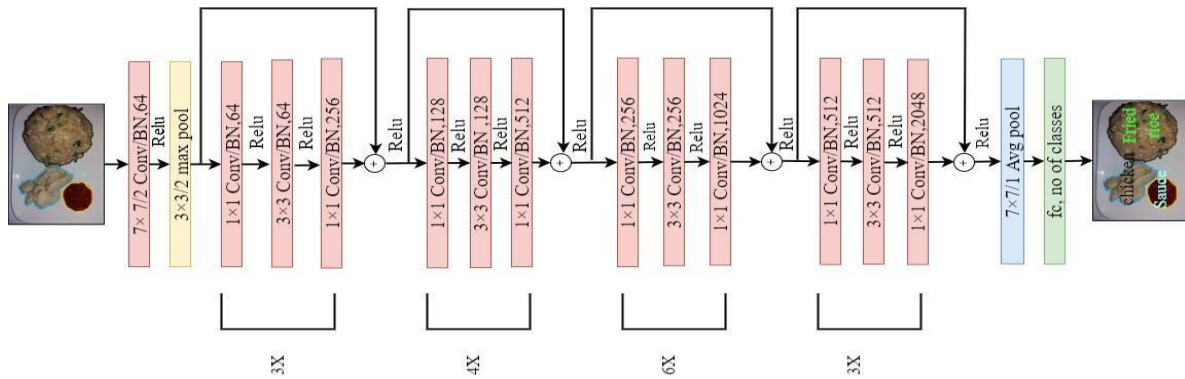 7× 7/2 Conv/BN,64
Relu
3×3/2 max pool
1×1 Conv/BN,64
Relu
3×3 Conv/BN,64
Relu
1×1 Conv/BN,256
+
Relu
1×1 Conv/BN,128
Relu
3×3 Conv/BN ,128
Relu
1×1 Conv/BN,512
+
Relu
1×1 Conv/BN,256
Relu
3×3 Conv/BN,256
Relu
1×1 Conv/BN,1024
+
Relu
1×1 Conv/BN,512
Relu
3×3 Conv/BN,512
Relu
1×1 Conv/BN,2048
+
Relu
7×7/1 Avg pool
fc, no of classes
chicken
Fried
rice
Sauce
3X
4X
6X
3X